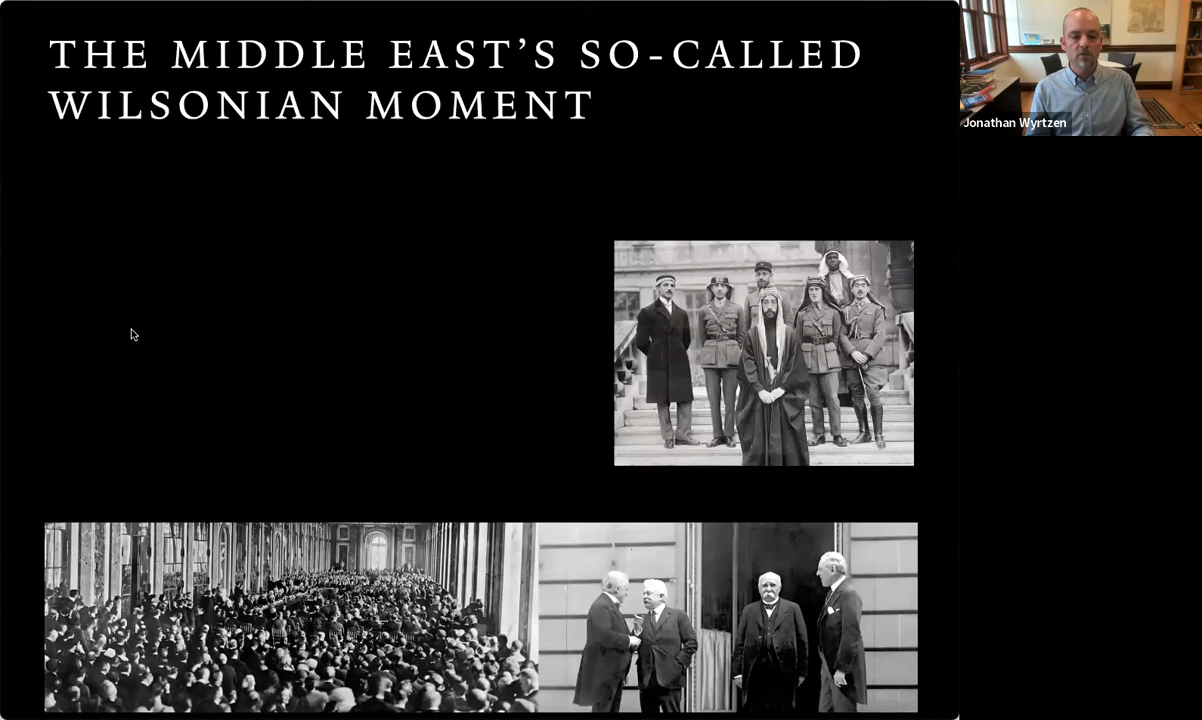 THE MIDDLE EAST’S SO-CALLED
WILSONIAN MOMENT
Jonathan Wyrtzen